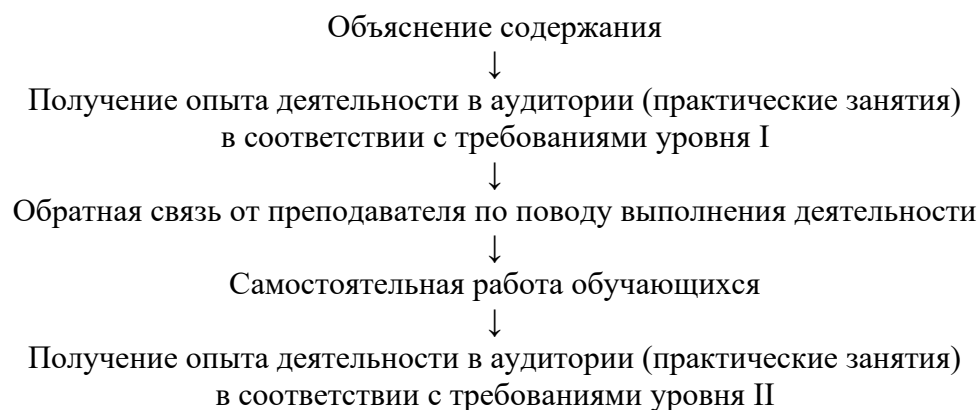 Объяснение содержания
↓
Получение опыта деятельности в аудитории (практические занятия)
в соответствии с требованиями уровня I
↓
Обратная связь от преподавателя по поводу выполнения деятельности
↓
Самостоятельная работа обучающихся
↓
Получение опыта деятельности в аудитории (практические занятия)
в соответствии с требованиями уровня II